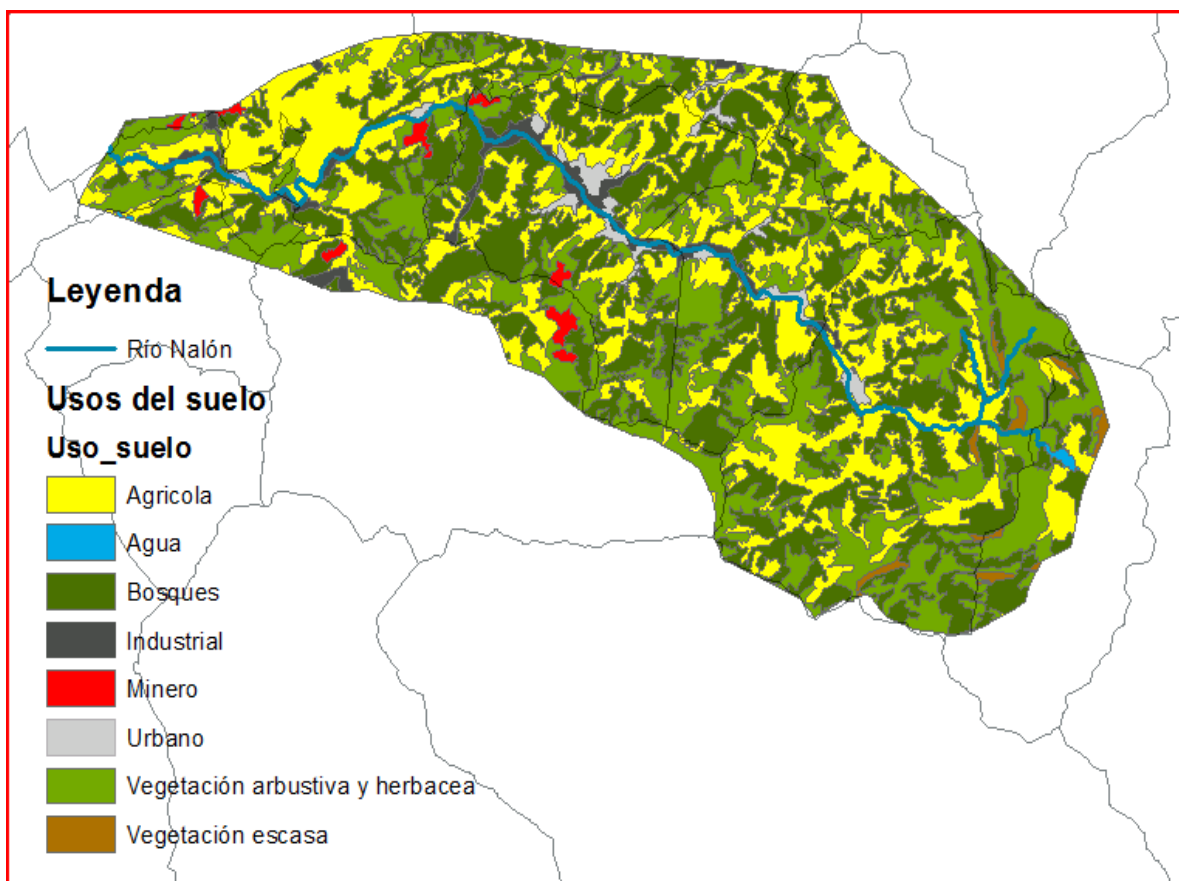 Leyenda
Río Nalón
Usos del suelo
Uso_suelo
Agricola
Agua
Bosques
Industrial
Minero
Urbano
Vegetación arbustiva y herbacea
Vegetación escasa